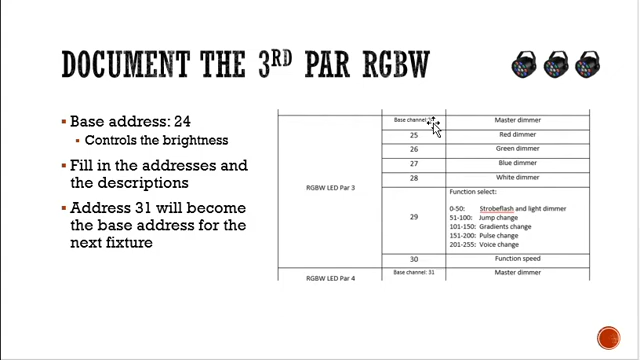 DOCUMENT THE 3RD PAR RGBW
Base address: 24
Controls the brightness
Fill in the addresses and
the descriptions
Address 31 will become
the base address for the
next fixture
Base channel: Master dimmer
25 Red dimmer
26 Green dimmer
27 Blue dimmer
28 White dimmer
RGBW LED Par 3
29
Function select:
0-50: Strobeflash and light dimmer
51-100: Jump change
101-150: Gradients change
151-200: Pulse change
201-255: Voice change
30 Function speed
RGBW LED Par 4
Base channel: 31 Master dimmer